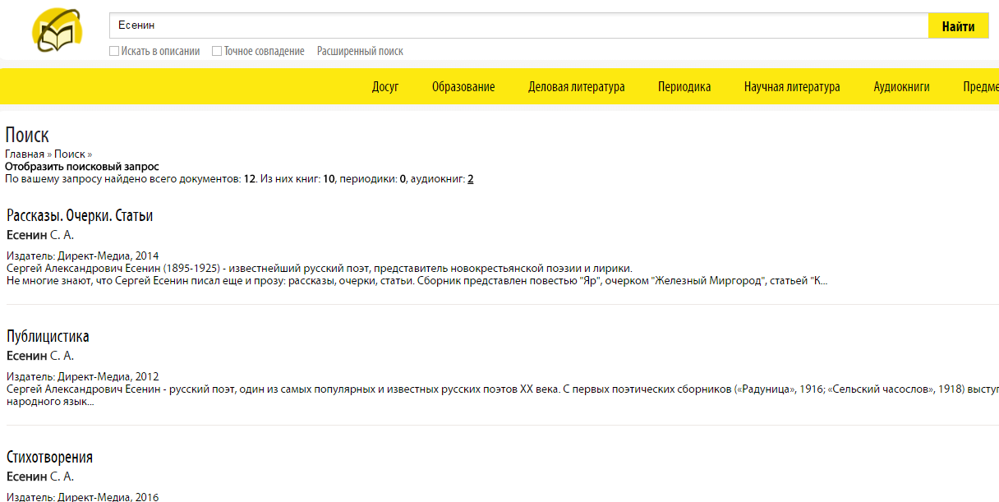 Есенин
Найти
Искать в описании Точное совпадение Расширенный поиск
Досуг Образование Деловая литература Периодика Научная литература Аудиокниги Предме
Поиск
Главная » Поиск »
Отобразить поисковый запрос
По вашему запросу найдено всего документов: 12. Из них книг: 10, периодики: 0, аудиокниг: 2
Рассказы. Очерки. Статьи
Есенин С. А.
Издатель: Директ-Медиа, 2014
Сергей Александрович Есенин (1895-1925) - известнейший русский поэт, представитель новокрестьянской поэзии и лирики.
Не многие знают, что Сергей Есенин писал еще и прозу: рассказы, очерки, статьи. Сборник представлен повестью "Яр", очерком "Железный Миргород", статьей "К...
Публицистика
Есенин С. А.
Издатель: Директ-Медиа, 2012
Сергей Александрович Есенин - русский поэт, один из самых популярных и известных русских поэтов XX века. С первых поэтических сборников («Радуница», 1916; «Сельский часослов», 1918) высту
народного язык...
Стихотворения
Есенин С. А.
Издатель: Директ-Медиа, 2016